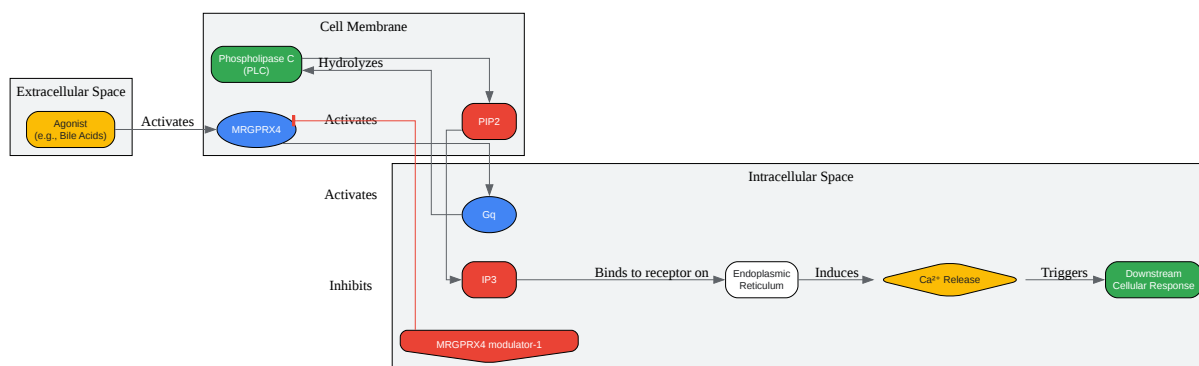 Cell Membrane
Phospholipase C
(PLC)
Hydrolyzes
Extracellular Space
Agonist
(e.g., Bile Acids)
Activates
MRGPRX4
Activates
PIP2
Intracellular Space
Activates
Gq
Inhibits
IP3
Binds to receptor on
Endoplasmic
Reticulum
Induces
Ca²⁺ Release
Triggers
Downstream
Cellular Response
MRGPRX4 modulator-1